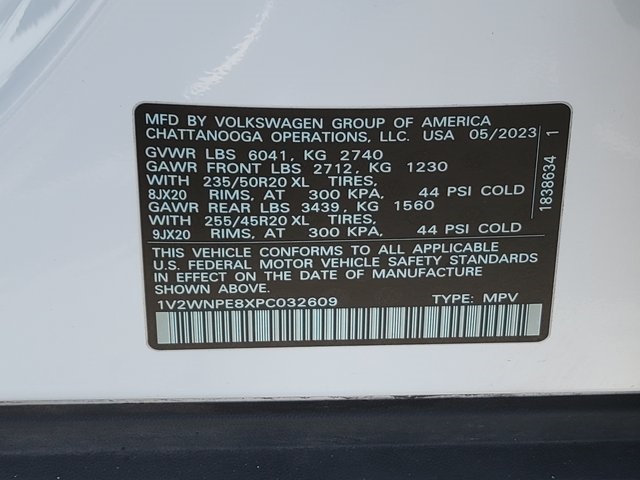 MFD BY VOLKSWAGEN GROUP OF AMERICA
CHATTANOOGA OPERATIONS, LLC. USA 05/2023
GVWR LBS 6041, KG 2740
GAWR FRONT LBS 2712, KG 1230
WITH 235/50R20 XL TIRES,
8JX20 RIMS, AT 300 KPA, 44 PSI COLD
GAWR REAR LBS 3439, KG 1560
WITH 255/45R20 XL TIRES,
9JX20 RIMS, AT 300 KPA, 44 PSI COLD
THIS VEHICLE CONFORMS TO ALL APPLICABLE
U.S. FEDERAL MOTOR VEHICLE SAFETY STANDARDS
IN EFFECT ON THE DATE OF MANUFACTURE
SHOWN ABOVE.
1V2WNPE8XPC032609 TYPE: MPV
1838634 1